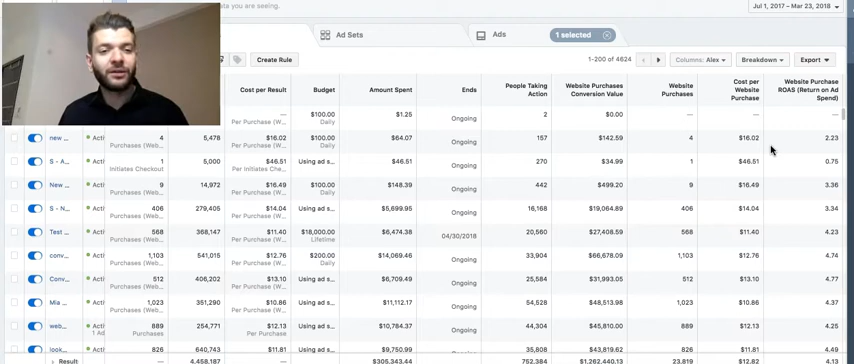 data you are seeing.
Jul 1, 2017 – Mar 23, 2018
Ad Sets
Ads
1 selected
Create Rule
1-200 of 4624
Columns: Alex
Breakdown
Export
Cost per Result Budget Amount Spent Ends People Taking Action Website Purchases Conversion Value Website Purchases Cost per Website Purchase Website Purchase ROAS (Return on Ad Spend)
— $100.00 $1.25 Ongoing 2 $0.00 — — —
Per Purchase (W... Daily
new ... Acti 4 5,478 $16.02 $100.00 $64.07 Ongoing 157 $142.59 4 $16.02 2.23
Purchases (Web... Per Purchase (W... Daily
S - A... Acti 1 5,000 $46.51 Using ad s... $46.51 Ongoing 270 $34.99 1 $46.51 0.75
Initiates Checkout Per Initiates Che...
New ... Acti 9 14,972 $16.49 $100.00 $148.39 Ongoing 442 $499.20 9 $16.49 3.36
Purchases (Web... Per Purchase (W... Daily
S - N... Acti 406 279,405 $14.04 Using ad s... $5,699.95 Ongoing 16,168 $19,064.89 406 $14.04 3.34
Purchases (Web... Per Purchase (W...
Test ... Acti 568 368,147 $11.40 $18,000.00 $6,474.38 04/30/2018 20,560 $27,408.59 568 $11.40 4.23
Purchases (Web... Per Purchase (W... Lifetime
conv... Acti 1,103 541,015 $12.76 $200.00 $14,069.46 Ongoing 33,904 $66,678.09 1,103 $12.76 4.74
Purchases (Web... Per Purchase (W... Daily
Conv... Acti 512 406,202 $13.10 Using ad s... $6,709.49 Ongoing 25,584 $31,993.05 512 $13.10 4.77
Purchases (Web... Per Purchase (W...
Mia ... Acti 1,023 351,290 $10.86 Using ad s... $11,112.17 Ongoing 54,528 $48,513.98 1,023 $10.86 4.37
Purchases (Web... Per Purchase (W...
web... Acti 889 254,771 $12.13 Using ad s... $10,784.37 Ongoing 44,304 $45,810.00 889 $12.13 4.25
1 Ad Purchases Per Purchase
look... Acti 826 640,743 $11.81 Using ad s... $9,750.99 Ongoing 35,808 $43,819.62 826 $11.81 4.49
Result — 4,458,187 — $305,343.44 752,384 $1,262,440.13 23,819 $12.82 4.13